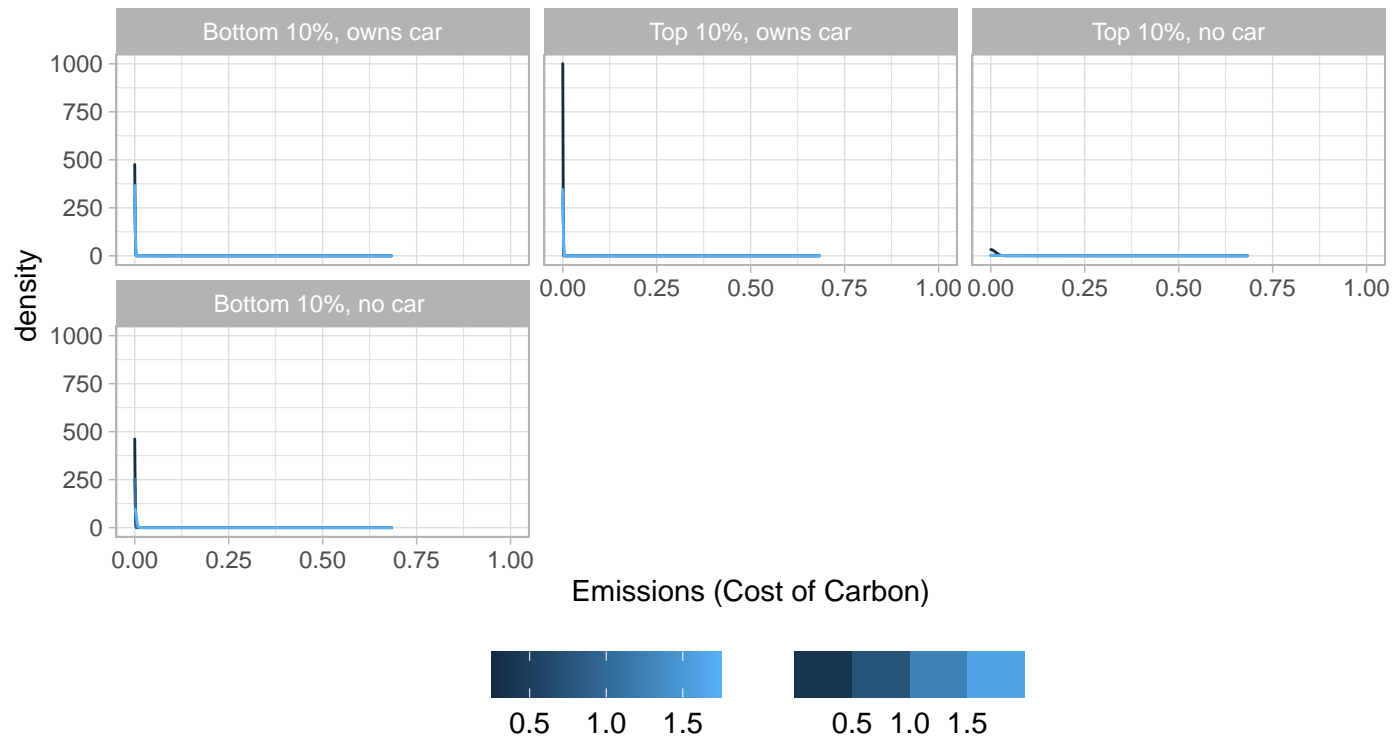 Bottom 10%, owns car
Top 10%, owns car
Top 10%, no car
1000
750
500
250
0
0.00 0.25 0.50 0.75 1.00
0.00 0.25 0.50 0.75 1.00
Bottom 10%, no car
1000
750
500
250
0
0.00 0.25 0.50 0.75 1.00
density
Emissions (Cost of Carbon)
0.5 1.0 1.5
0.5 1.0 1.5